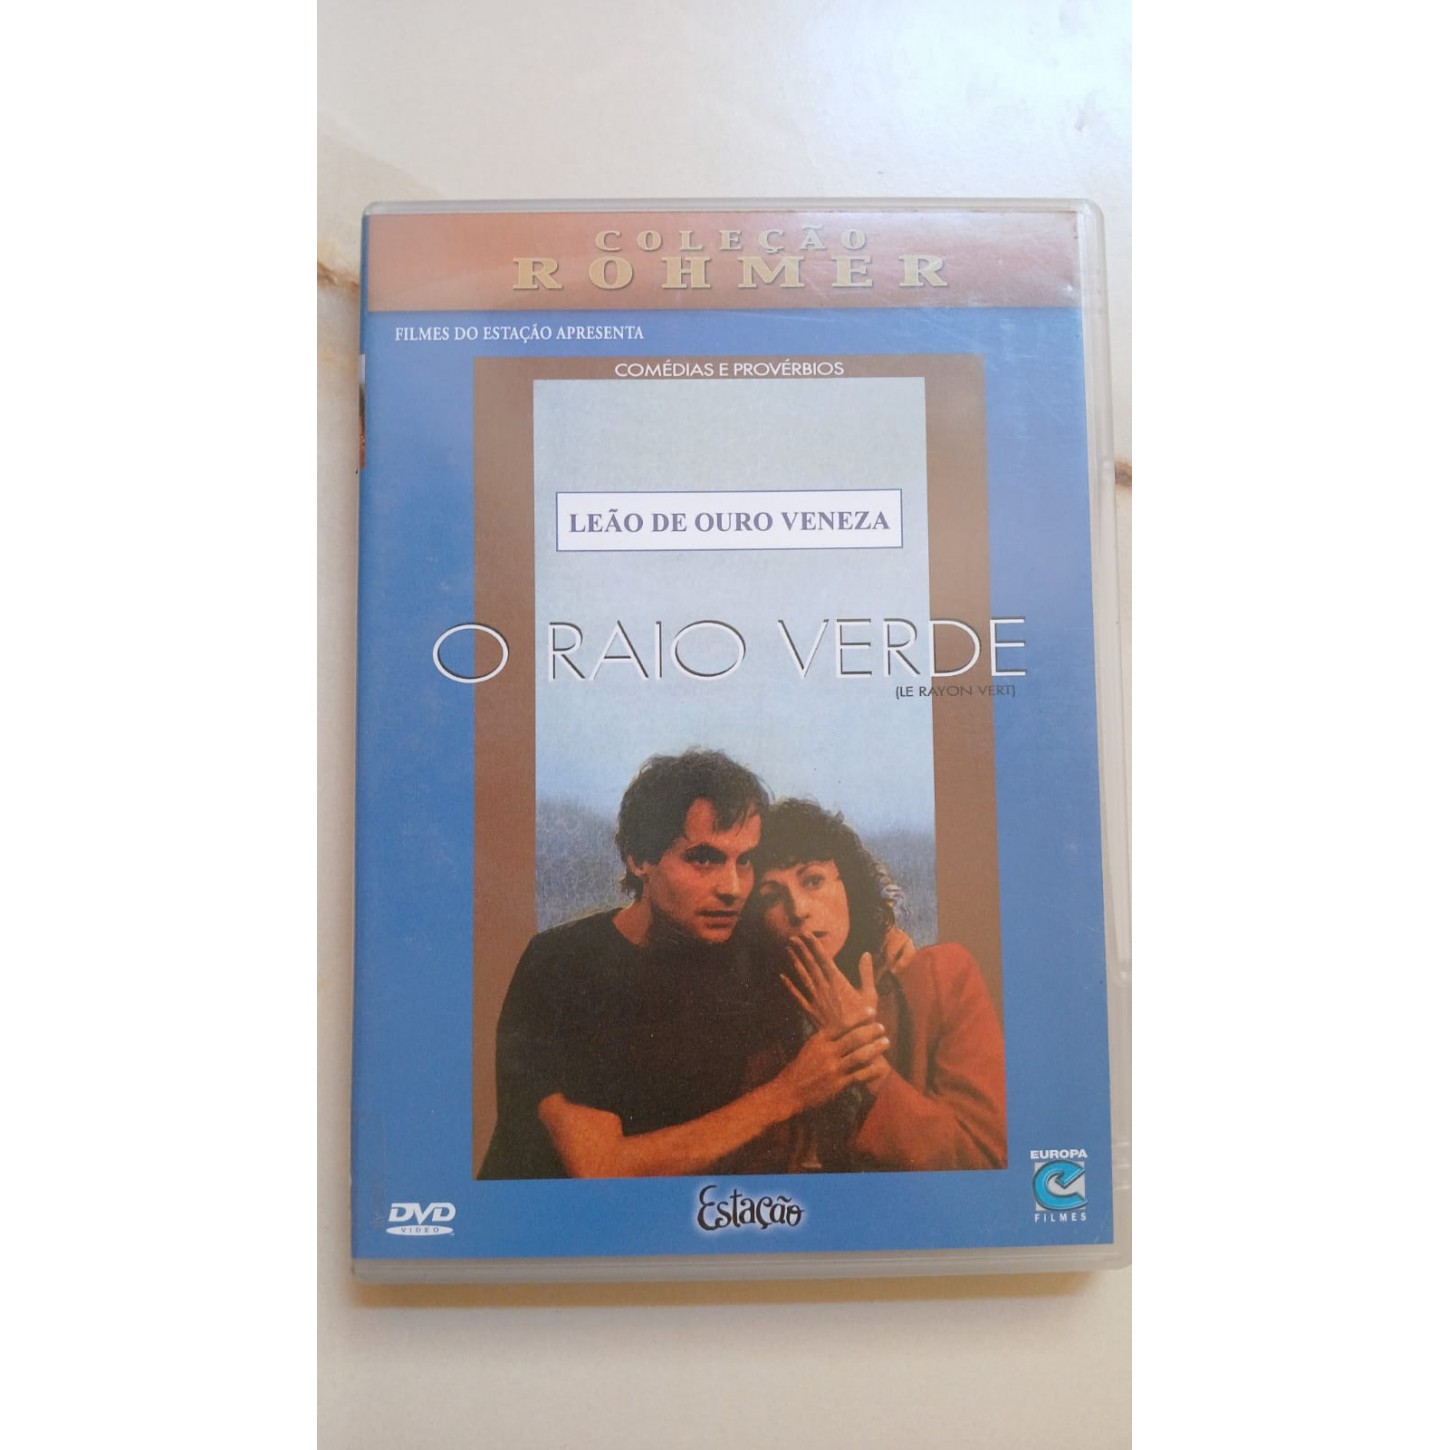 COLEÇÃO
ROHMER
FILMES DO ESTAÇÃO APRESENTA
COMÉDIAS E PROVÉRBIOS
LEÃO DE OURO VENEZA
O RAIO VERDE
(LE RAYON VERT)
DVD
VIDEO
Estação
EUROPA
FILMES